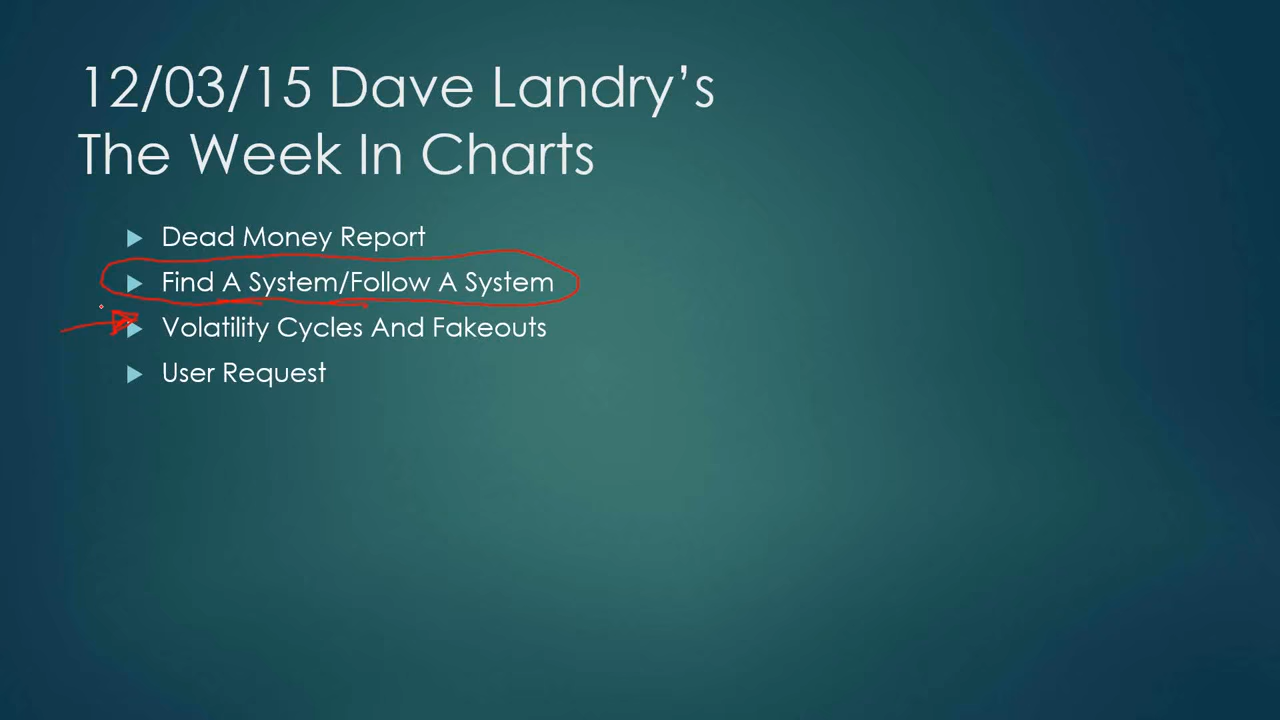 12/03/15 Dave Landry’s
The Week In Charts
Dead Money Report
Find A System/Follow A System
Volatility Cycles And Fakeouts
User Request